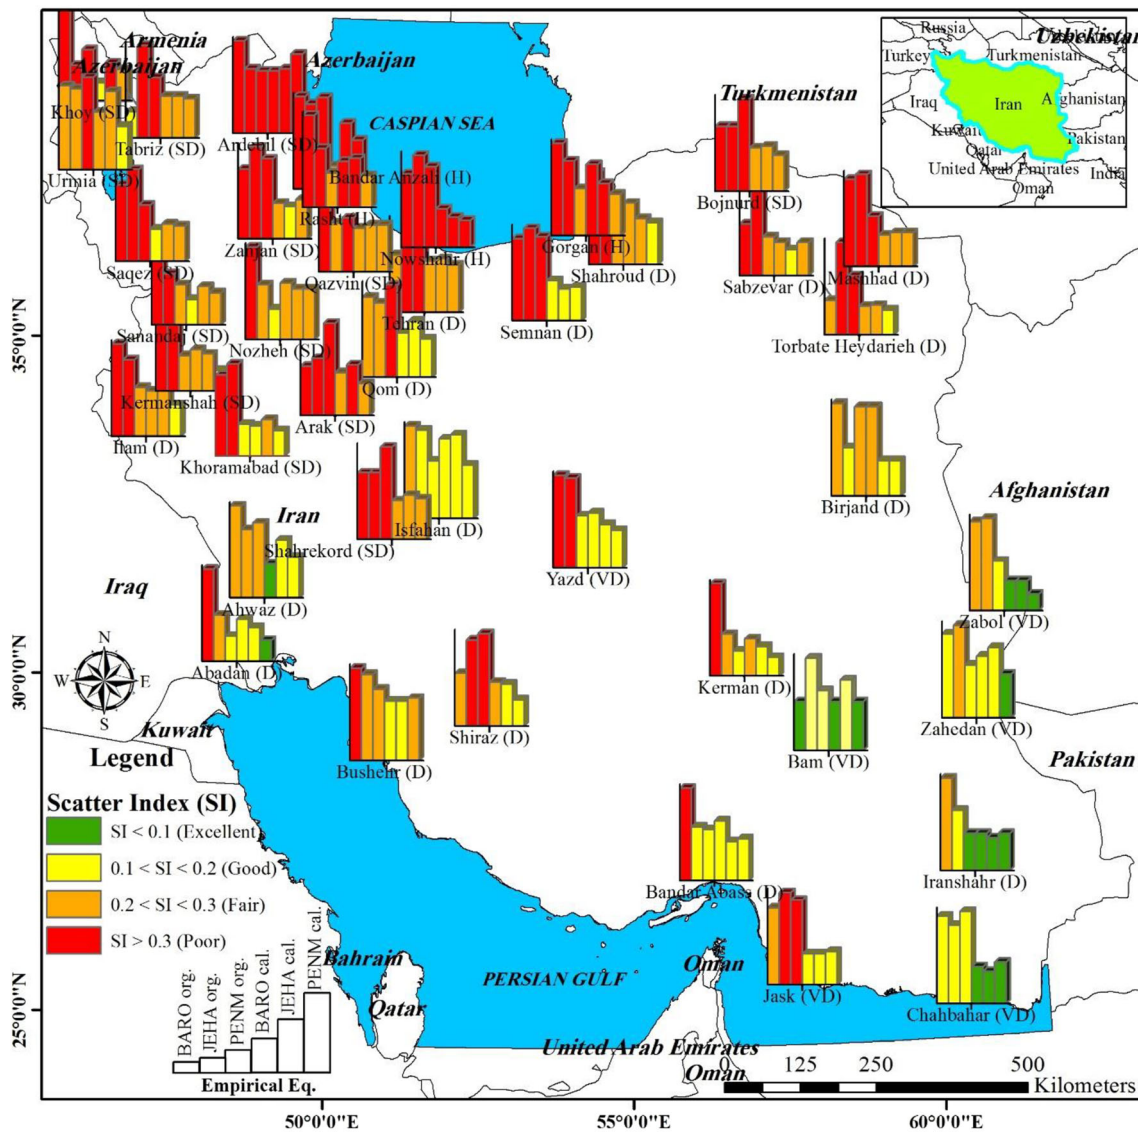 Armenia
Azerbaijan
Azerbaijan
CASPIAN SEA
Turkmenistan
Uzbekistan
Russia
Turkey
Turkmenistan
Iraq
Iran
Afghanistan
Kuwait
Pakistan
Qatar
United Arab Emirates
India
Oman
Khoy (SD)
Tabriz (SD)
Urmia (SD)
Ardebil (SD)
Bandar Anzali (H)
Rasht (H)
Bojnurd (SD)
Saqez (SD)
Zanjan (SD)
Qazvin (SD)
Nowshahr (H)
Gorgan (H)
Shahroud (D)
Sabzevar (D)
Mashhad (D)
Sanandaj (SD)
Nozheh (SD)
Tehran (D)
Semnan (D)
Torbate Heydarieh (D)
35°0'0"N
Kermanshah (SD)
Qom (D)
Ilam (D)
Arak (SD)
Khoramabad (SD)
Birjand (D)
Afghanistan
Iran
Isfahan (D)
Shahrekord (SD)
Yazd (VD)
Iraq
Ahwaz (D)
Zabol (VD)
Abadan (D)
30°0'0"N
N
W E
S
Kerman (D)
Kuwait
Shiraz (D)
Zahedan (VD)
Bam (VD)
Pakistan
Bushehr (D)
Legend
Scatter Index (SI)
SI < 0.1 (Excellent)
0.1 < SI < 0.2 (Good)
0.2 < SI < 0.3 (Fair)
SI > 0.3 (Poor)
Bandar Abass (D)
Iranshahr (D)
Bahrain
PERSIAN GULF
Oman
Jask (VD)
Chahbahar (VD)
Qatar
25°0'0"N
BARO org.
JEHA org.
PENM org.
BARO cal.
JEHA cal.
PENM cal.
Empirical Eq.
United Arab Emirates
Oman
0 125 250 500
Kilometers
50°0'0"E 55°0'0"E 60°0'0"E